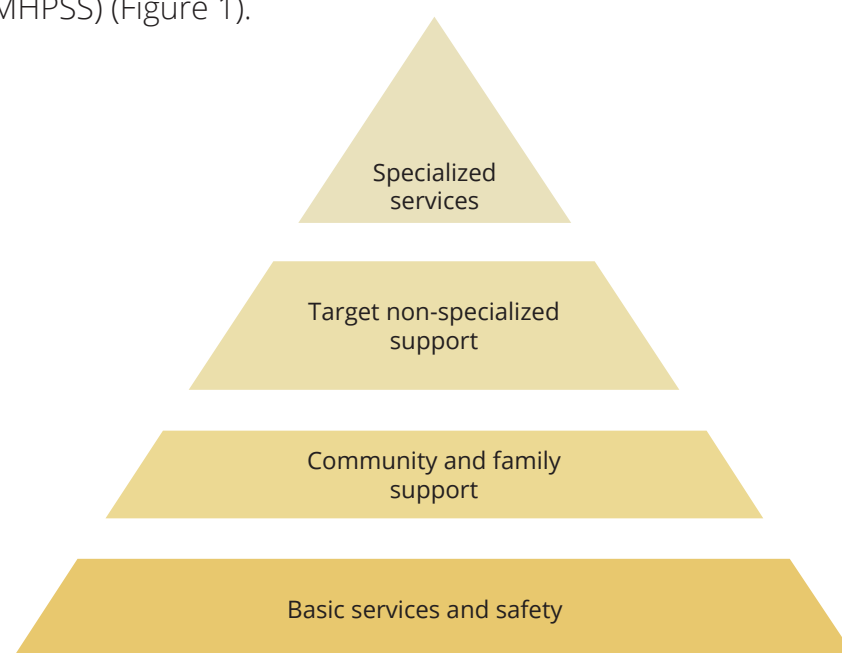 MHPSS) (Figure 1).
Specialized
services
Target non-specialized
support
Community and family
support
Basic services and safety